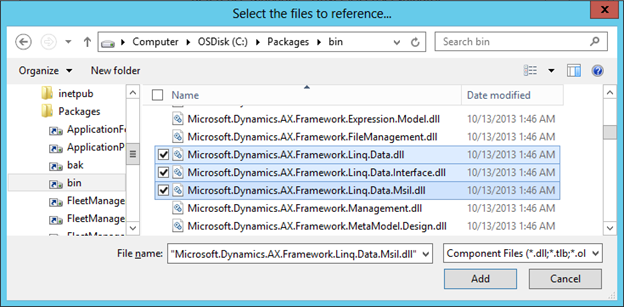 Select the files to reference...
Computer
OSDisk (C:)
Packages
bin
Search bin
Organize
New folder
Name
Date modified
inetpub
Packages
ApplicationFo
ApplicationP
bak
bin
FleetManage
FleetManage
Microsoft.Dynamics.AX.Framework.Expression.Model.dll 10/13/2013 1:46 AM
Microsoft.Dynamics.AX.Framework.FileManagement.dll 10/13/2013 1:46 AM
Microsoft.Dynamics.AX.Framework.Linq.Data.dll 10/13/2013 1:46 AM
Microsoft.Dynamics.AX.Framework.Linq.Data.Interface.dll 10/13/2013 1:46 AM
Microsoft.Dynamics.AX.Framework.Linq.Data.Msil.dll 10/13/2013 1:46 AM
Microsoft.Dynamics.AX.Framework.Management.dll 10/13/2013 1:46 AM
Microsoft.Dynamics.AX.Framework.MetaModel.Design.dll 10/13/2013 1:46 AM
File name: "Microsoft.Dynamics.AX.Framework.Linq.Data.Msil.dll" Component Files (*.dll;*.tlb;*.ol
Add
Cancel